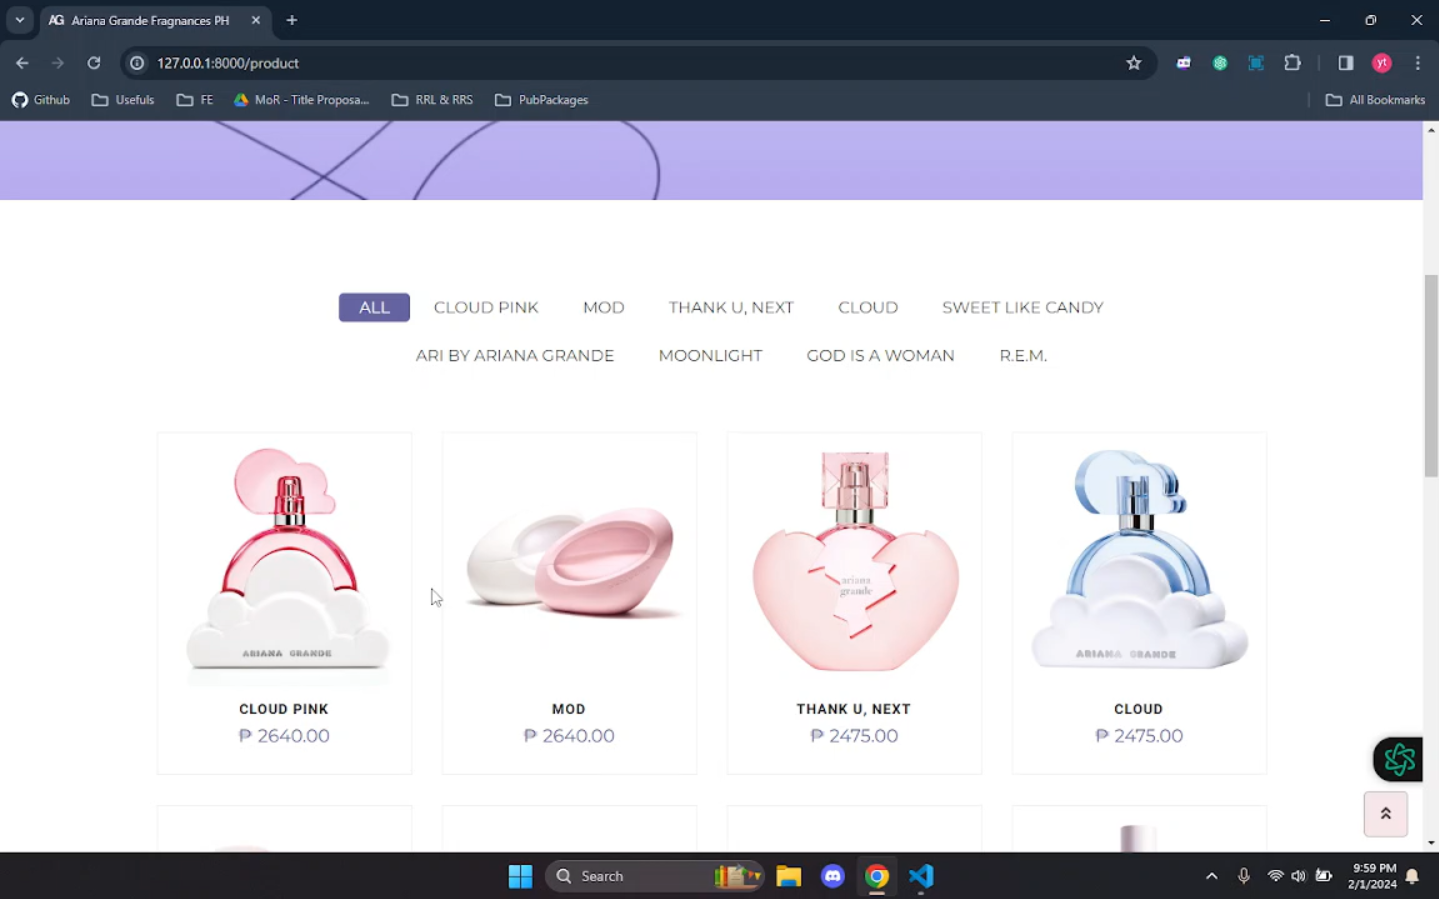 AG Ariana Grande Fragnances PH
127.0.0.1:8000/product
yt
Github Usefuls FE MoR - Title Proposa... RRL & RRS PubPackages All Bookmarks
ALL CLOUD PINK MOD THANK U, NEXT CLOUD SWEET LIKE CANDY
ARI BY ARIANA GRANDE MOONLIGHT GOD IS A WOMAN R.E.M.
ariana
grande
ARIANA GRANDE ARIANA GRANDE
CLOUD PINK MOD THANK U, NEXT CLOUD
₱ 2640.00 ₱ 2640.00 ₱ 2475.00 ₱ 2475.00
Search
9:59 PM
2/1/2024